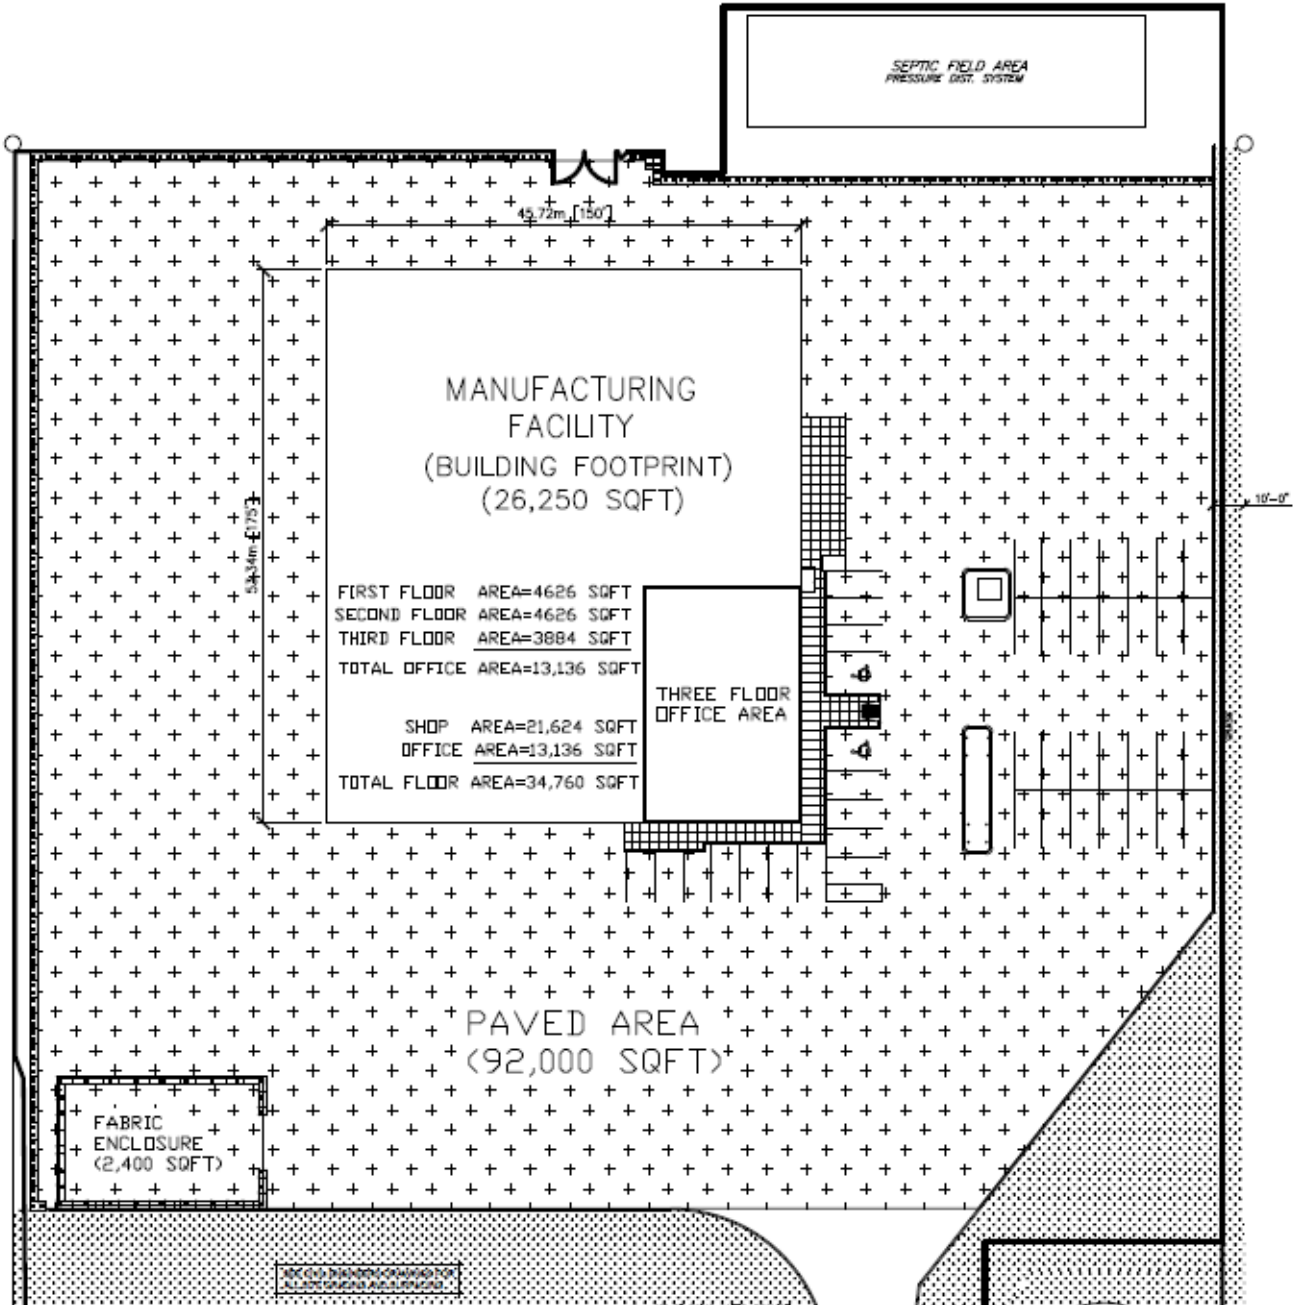 SEPTIC FIELD AREA
PRESSURE DIST. SYSTEM
45.72m [150']
MANUFACTURING
FACILITY
(BUILDING FOOTPRINT)
(26,250 SQFT)
10'-0"
53.34m [175']
FIRST FLOOR AREA=4626 SQFT
SECOND FLOOR AREA=4626 SQFT
THIRD FLOOR AREA=3884 SQFT
TOTAL OFFICE AREA=13,136 SQFT
THREE FLOOR
OFFICE AREA
SHOP AREA=21,624 SQFT
OFFICE AREA=13,136 SQFT
TOTAL FLOOR AREA=34,760 SQFT
PAVED AREA
(92,000 SQFT)
FABRIC
ENCLOSURE
(2,400 SQFT)